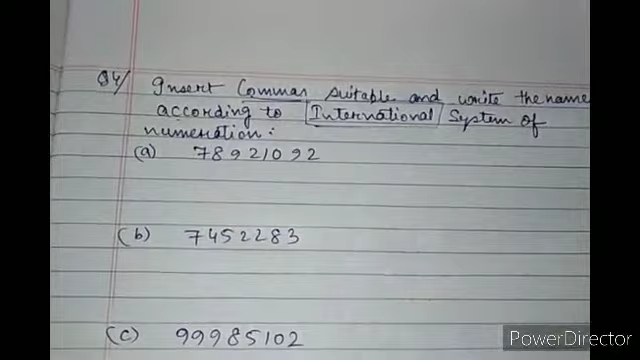 Q4/ Insert Commas suitable and write the name
according to International System of
numeration :
(a) 78921092
(b) 7452283
(c) 99985102
PowerDirector